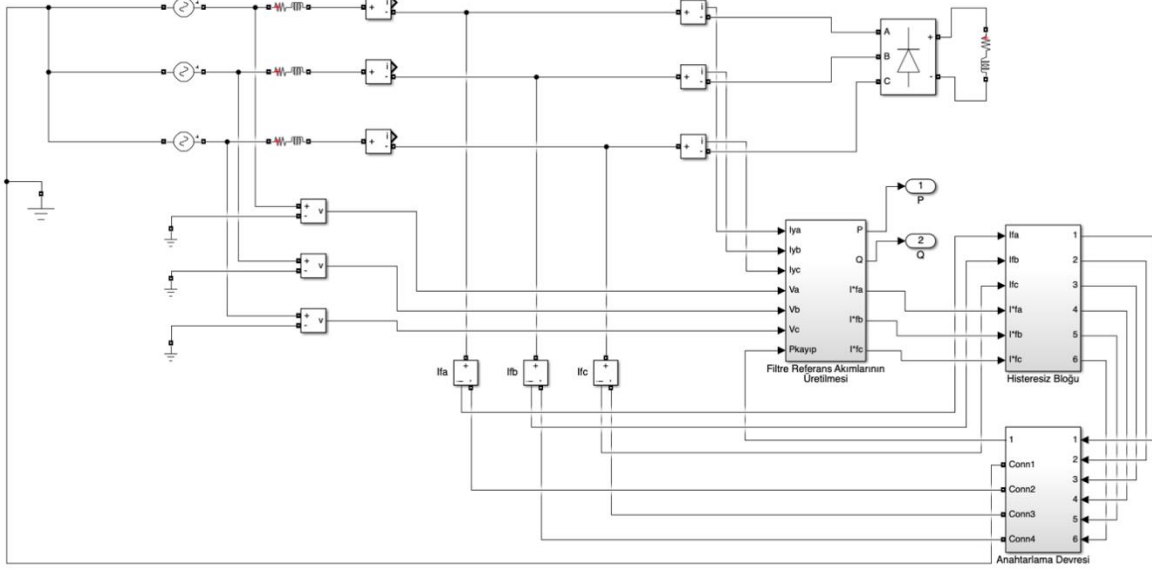 i
+
-
i
+
-
A
B
C
+
-
i
+
-
i
+
-
i
+
-
i
+
-
+
-
v
+
-
v
+
-
v
1
P
2
Q
Iya
Iyb
Iyc
Va
Vb
Vc
Pkayıp
P
Q
I*fa
I*fb
I*fc
Filtre Referans Akımlarının
Üretilmesi
Ifa
Ifb
Ifc
I*fa
I*fb
I*fc
1
2
3
4
5
6
Histeresiz Bloğu
Ifa
+
Ifb
+
Ifc
+
1
Conn1
Conn2
Conn3
Conn4
1
2
3
4
5
6
Anahtarlama Devresi